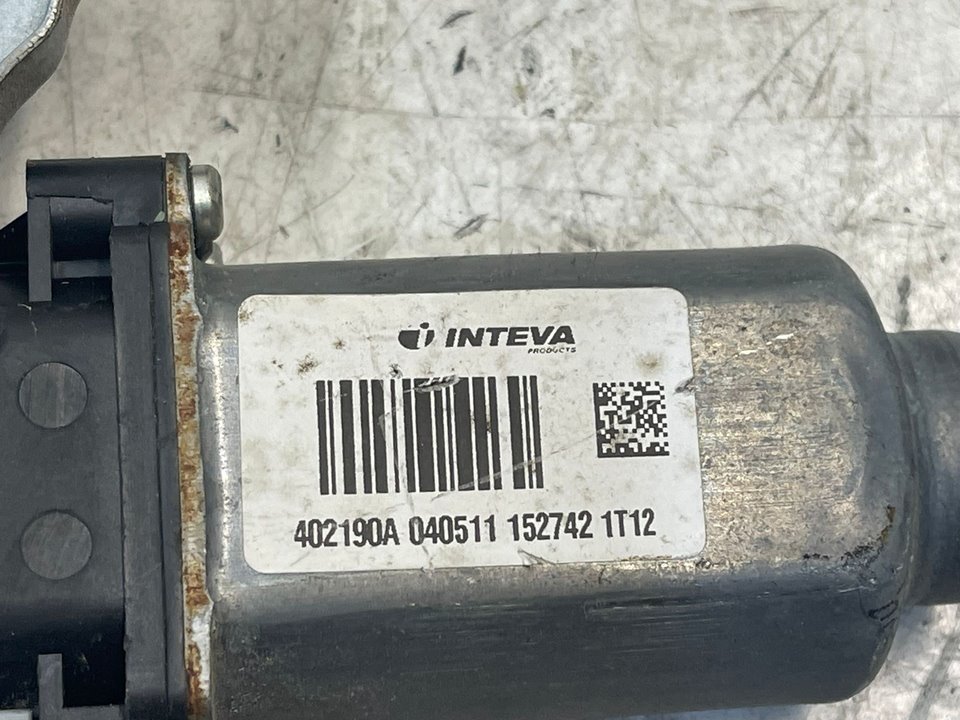 INTEVA
PRODUCTS
402190A 040511 152742 1T12